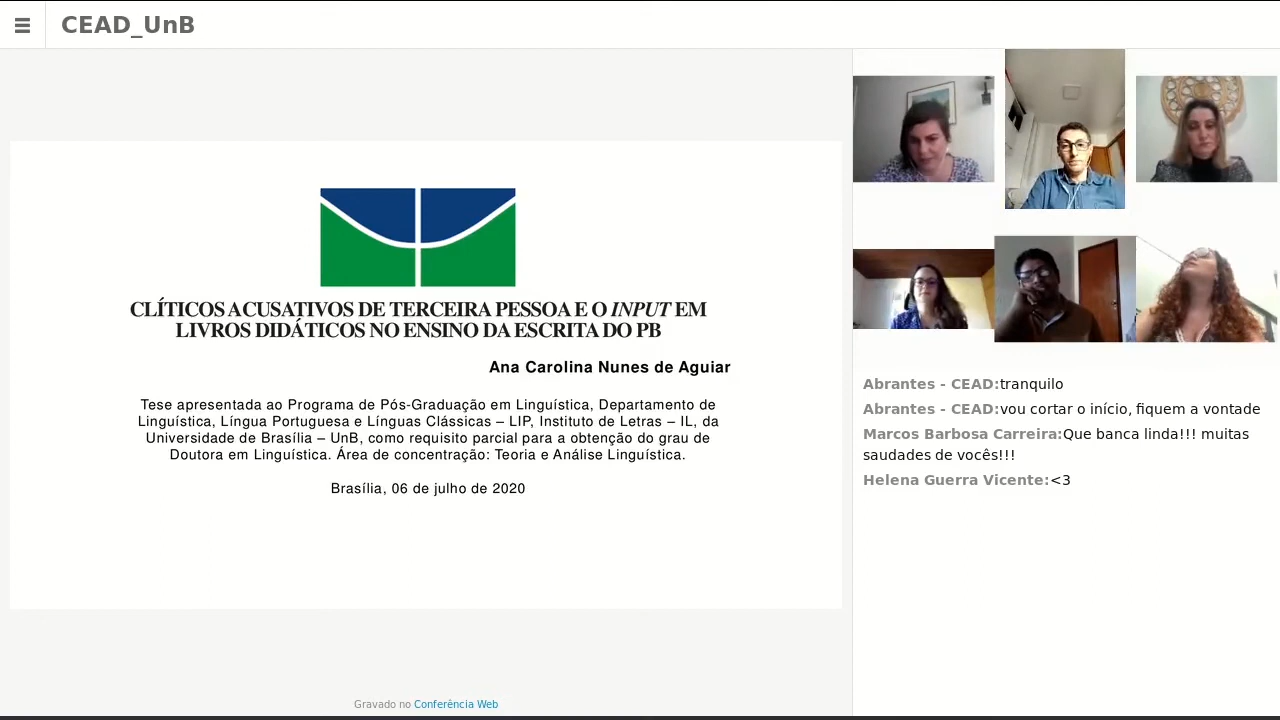 CEAD_UnB
CLÍTICOS ACUSATIVOS DE TERCEIRA PESSOA E O INPUT EM
LIVROS DIDÁTICOS NO ENSINO DA ESCRITA DO PB
Ana Carolina Nunes de Aguiar
Tese apresentada ao Programa de Pós-Graduação em Linguística, Departamento de
Linguística, Língua Portuguesa e Línguas Clássicas – LIP, Instituto de Letras – IL, da
Universidade de Brasília – UnB, como requisito parcial para a obtenção do grau de
Doutora em Linguística. Área de concentração: Teoria e Análise Linguística.
Brasília, 06 de julho de 2020
Gravado no Conferência Web
Abrantes - CEAD:tranquilo
Abrantes - CEAD:vou cortar o início, fiquem a vontade
Marcos Barbosa Carreira:Que banca linda!!! muitas
saudades de vocês!!!
Helena Guerra Vicente:<3